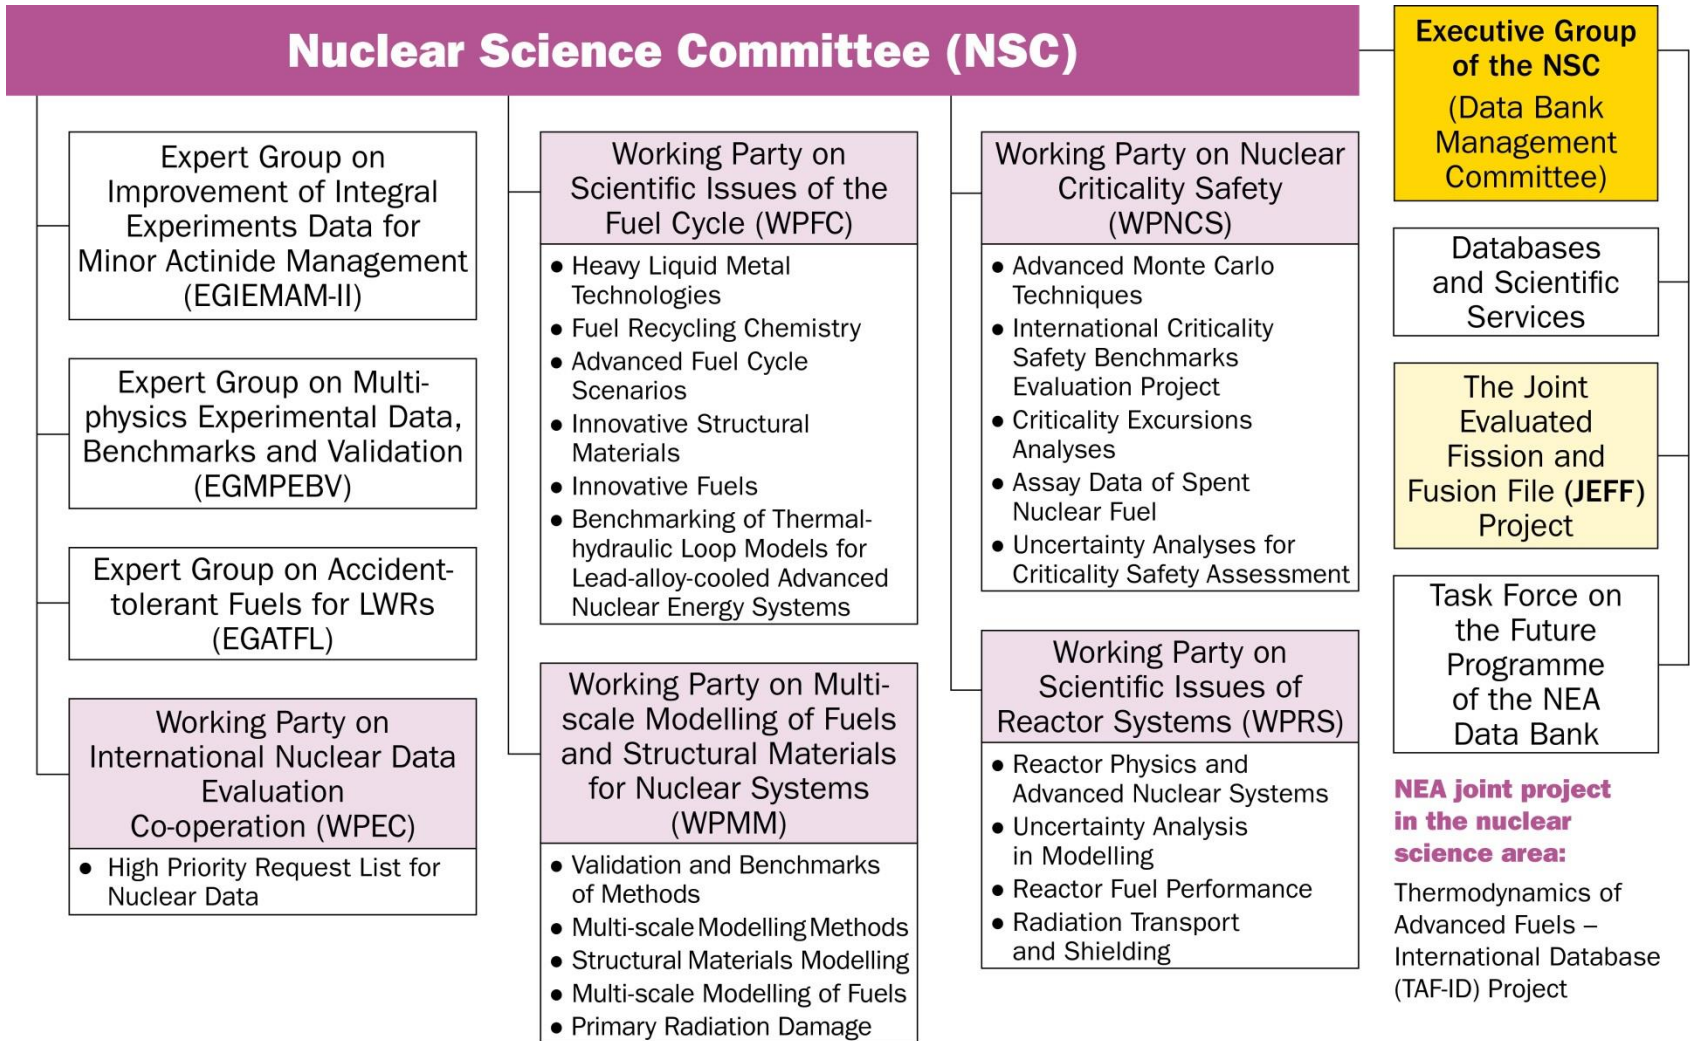 Nuclear Science Committee (NSC)
Expert Group on
Improvement of Integral
Experiments Data for
Minor Actinide Management
(EGIEMAM-II)
Expert Group on Multi-
physics Experimental Data,
Benchmarks and Validation
(EGMPEBV)
Expert Group on Accident-
tolerant Fuels for LWRs
(EGATFL)
Working Party on
International Nuclear Data
Evaluation
Co-operation (WPEC)
● High Priority Request List for
Nuclear Data
Working Party on
Scientific Issues of the
Fuel Cycle (WPFC)
● Heavy Liquid Metal
Technologies
● Fuel Recycling Chemistry
● Advanced Fuel Cycle
Scenarios
● Innovative Structural
Materials
● Innovative Fuels
● Benchmarking of Thermal-
hydraulic Loop Models for
Lead-alloy-cooled Advanced
Nuclear Energy Systems
Working Party on Multi-
scale Modelling of Fuels
and Structural Materials
for Nuclear Systems
(WPMM)
● Validation and Benchmarks
of Methods
● Multi-scale Modelling Methods
● Structural Materials Modelling
● Multi-scale Modelling of Fuels
● Primary Radiation Damage
Working Party on Nuclear
Criticality Safety
(WPNCS)
● Advanced Monte Carlo
Techniques
● International Criticality
Safety Benchmarks
Evaluation Project
● Criticality Excursions
Analyses
● Assay Data of Spent
Nuclear Fuel
● Uncertainty Analyses for
Criticality Safety Assessment
Working Party on
Scientific Issues of
Reactor Systems (WPRS)
● Reactor Physics and
Advanced Nuclear Systems
● Uncertainty Analysis
in Modelling
● Reactor Fuel Performance
● Radiation Transport
and Shielding
Executive Group
of the NSC
(Data Bank
Management
Committee)
Databases
and Scientific
Services
The Joint
Evaluated
Fission and
Fusion File (JEFF)
Project
Task Force on
the Future
Programme
of the NEA
Data Bank
NEA joint project
in the nuclear
science area:
Thermodynamics of
Advanced Fuels –
International Database
(TAF-ID) Project